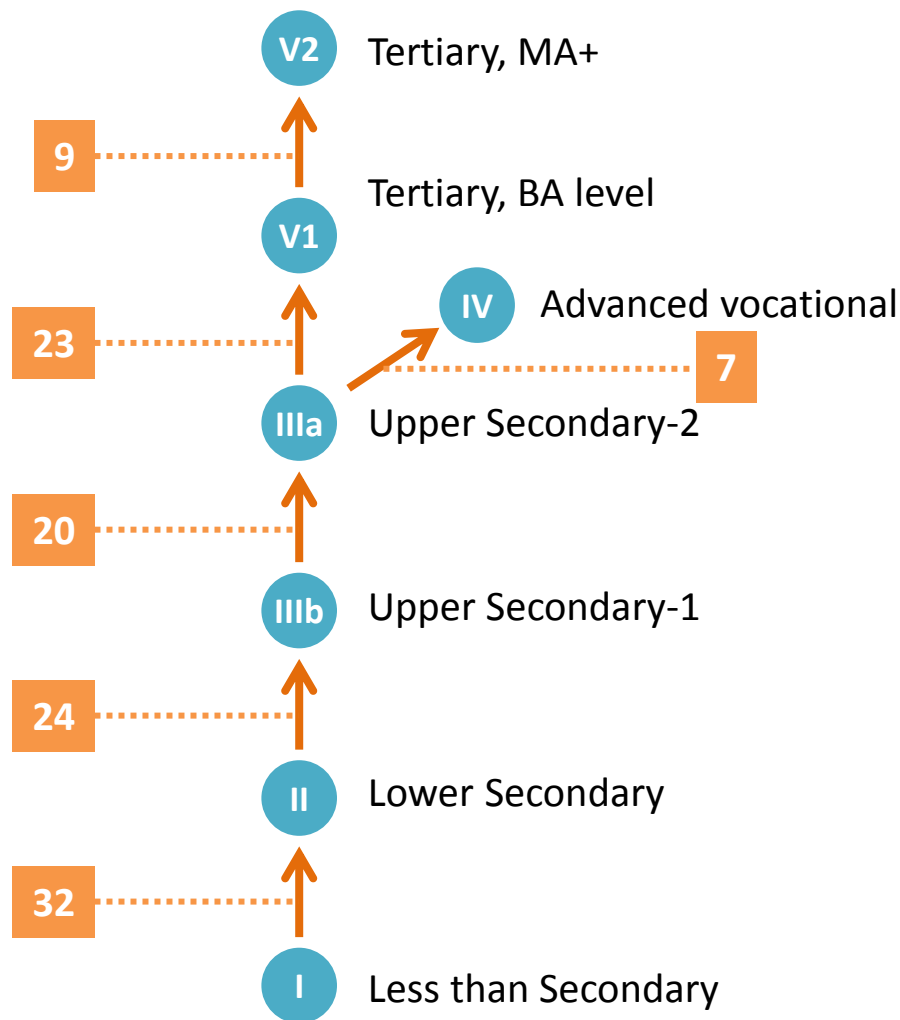 V2 Tertiary, MA+
9
Tertiary, BA level
V1
IV Advanced vocational
23
7
IIIa Upper Secondary-2
20
IIIb Upper Secondary-1
24
II Lower Secondary
32
I Less than Secondary